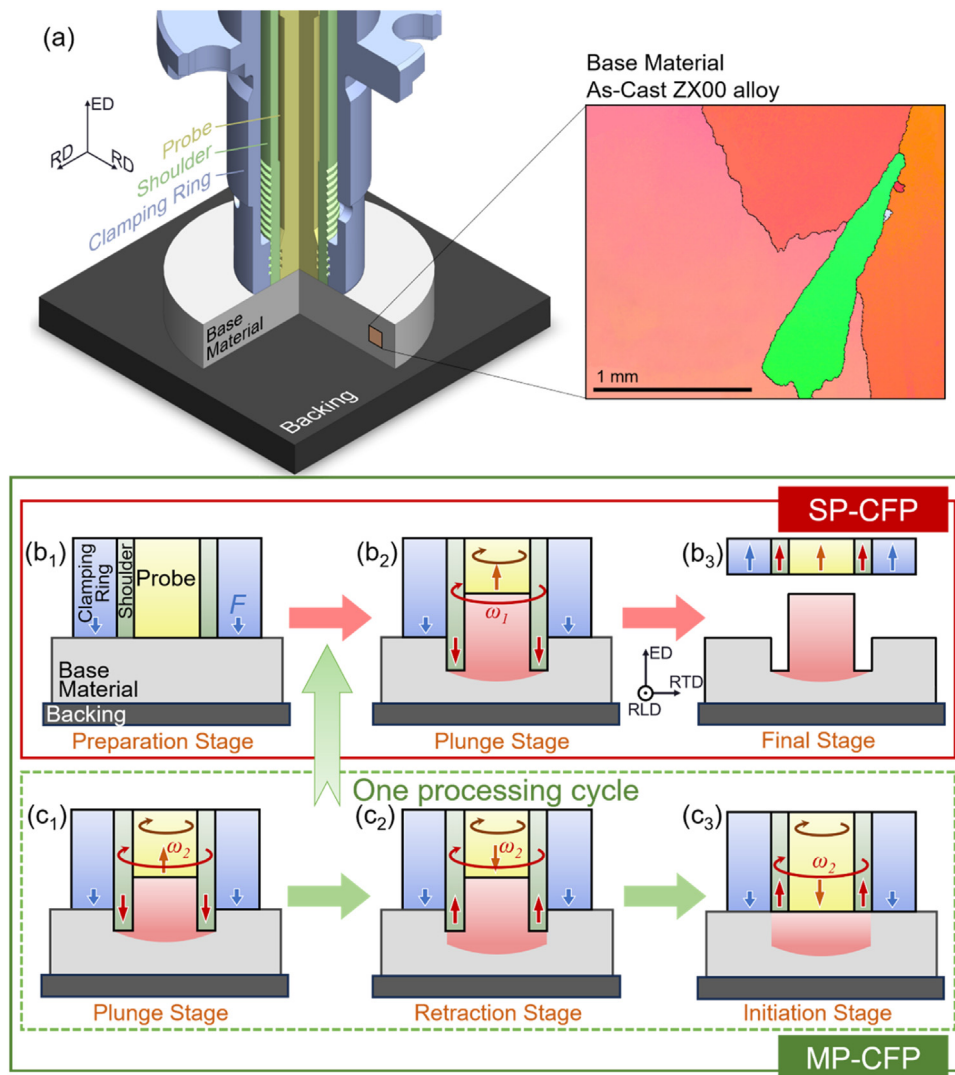 (a)
Base Material
As-Cast ZX00 alloy
ED
RD
RD
Probe
Shoulder
Clamping Ring
Base
Material
Backing
1 mm
SP-CFP
(b1)
Clamping
Ring
Shoulder
Probe
F
Base
Material
Backing
Preparation Stage
(b2)
ω1
Plunge Stage
ED
RTD
RLD
(b3)
Final Stage
One processing cycle
(c1)
ω2
Plunge Stage
(c2)
ω2
Retraction Stage
(c3)
ω2
Initiation Stage
MP-CFP